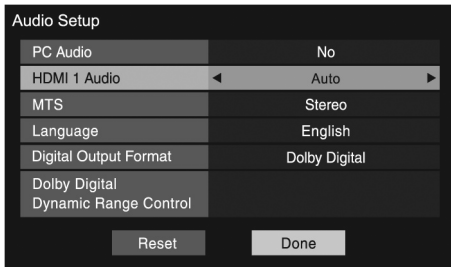 Audio Setup
PC Audio No
HDMI 1 Audio Auto
MTS Stereo
Language English
Digital Output Format Dolby Digital
Dolby Digital
Dynamic Range Control
Reset Done